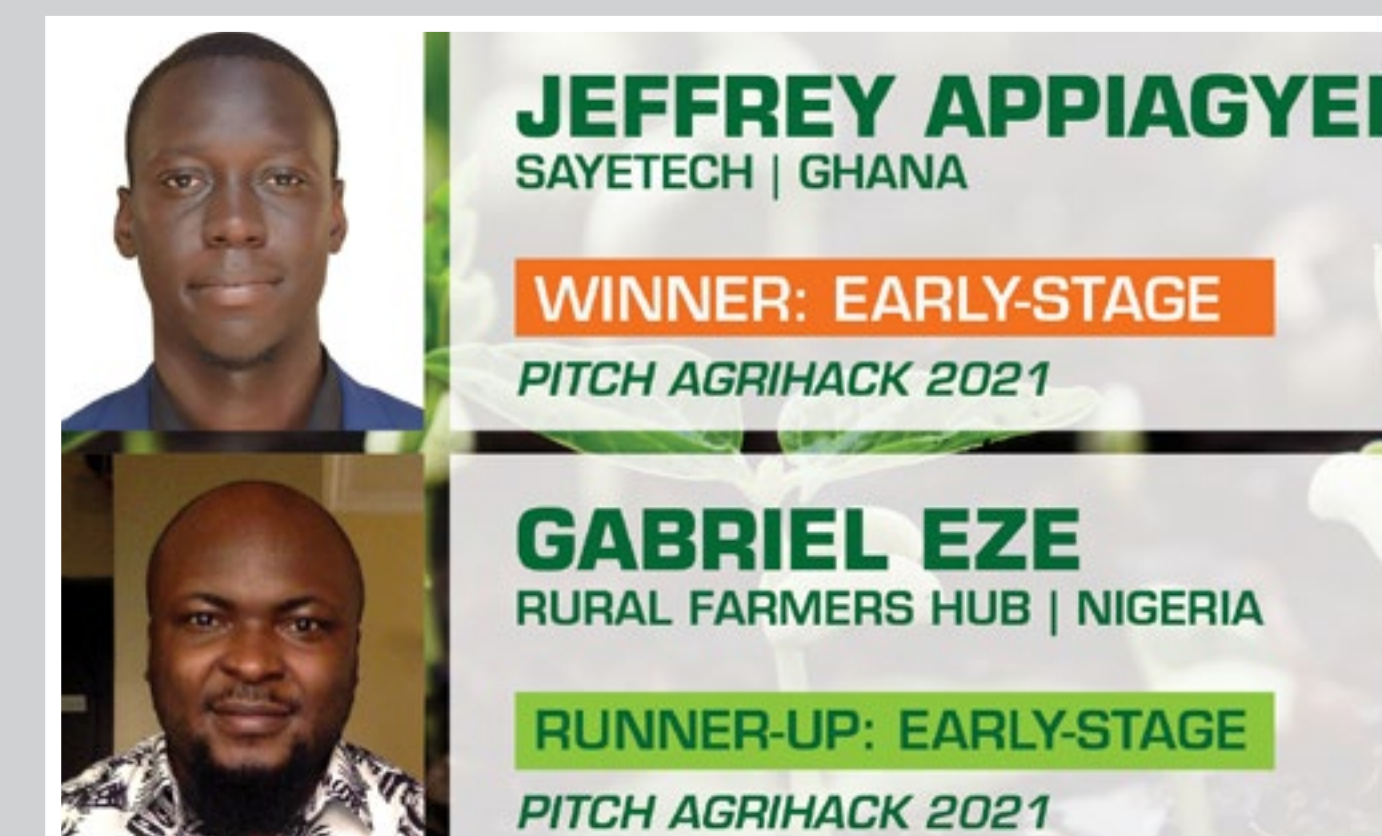 JEFFREY APPIAGYEI
SAYETECH | GHANA
WINNER: EARLY-STAGE
PITCH AGRIHACK 2021
GABRIEL EZE
RURAL FARMERS HUB | NIGERIA
RUNNER-UP: EARLY-STAGE
PITCH AGRIHACK 2021